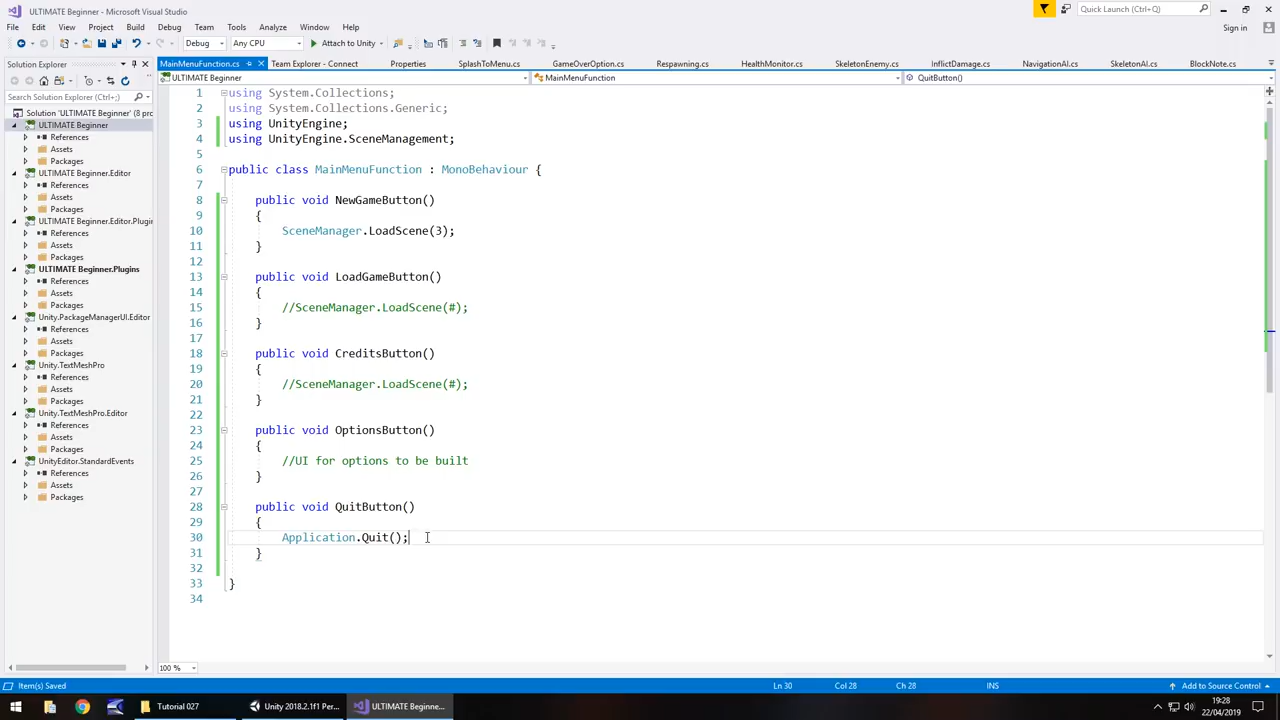 ULTIMATE Beginner - Microsoft Visual Studio
Quick Launch (Ctrl+Q)
File Edit View Project Build Debug Team Tools Analyze Window Help
Sign in
Debug Any CPU Attach to Unity
Solution Explorer
MainMenuFunction.cs Team Explorer - Connect Properties SplashToMenu.cs GameOverOption.cs Respawning.cs HealthMonitor.cs SkeletonEnemy.cs InflictDamage.cs NavigationAI.cs SkeletonAI.cs BlockNote.cs
ULTIMATE Beginner MainMenuFunction QuitButton()
Search Solution Explorer (Ctrl+;)
Solution 'ULTIMATE Beginner' (8 pro
ULTIMATE Beginner
References
Assets
Packages
ULTIMATE Beginner.Editor
References
Assets
Packages
ULTIMATE Beginner.Editor.Plugin
References
Assets
Packages
ULTIMATE Beginner.Plugins
References
Assets
Packages
Unity.PackageManagerUI.Editor
References
Assets
Packages
Unity.TextMeshPro
References
Assets
Packages
Unity.TextMeshPro.Editor
References
Assets
Packages
UnityEditor.StandardEvents
References
Assets
Packages
1 using System.Collections;
2 using System.Collections.Generic;
3 using UnityEngine;
4 using UnityEngine.SceneManagement;
5
6 public class MainMenuFunction : MonoBehaviour {
7
8 public void NewGameButton()
9 {
10 SceneManager.LoadScene(3);
11 }
12
13 public void LoadGameButton()
14 {
15 //SceneManager.LoadScene(#);
16 }
17
18 public void CreditsButton()
19 {
20 //SceneManager.LoadScene(#);
21 }
22
23 public void OptionsButton()
24 {
25 //UI for options to be built
26 }
27
28 public void QuitButton()
29 {
30 Application.Quit();
31 }
32
33 }
34
100 %
Item(s) Saved Ln 30 Col 28 Ch 28 INS Add to Source Control
Tutorial 027 Unity 2018.2.1f1 Pers... ULTIMATE Beginne...
19:28
22/04/2019